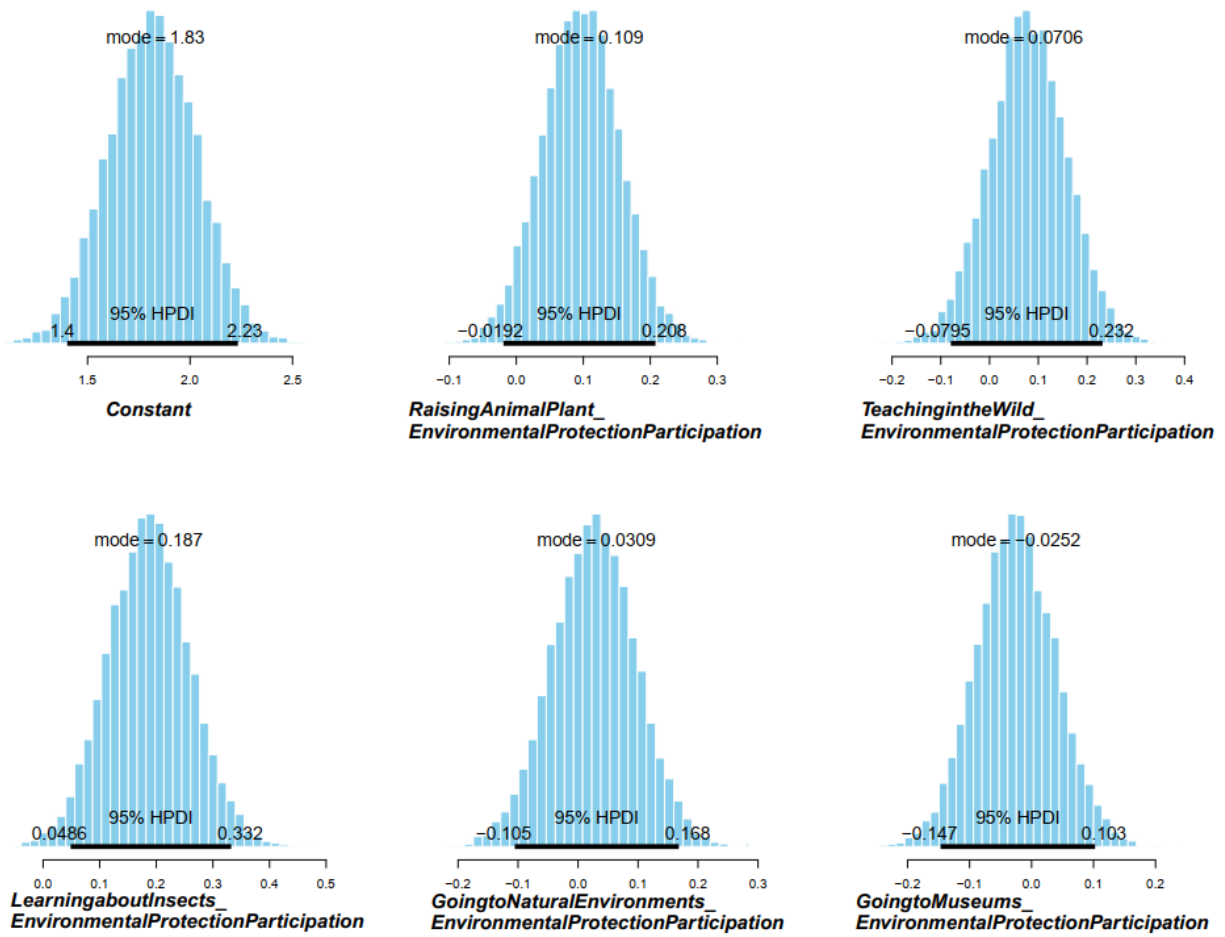 mode = 1.83
95% HPDI
1.4 2.23
1.5 2.0 2.5
Constant
mode = 0.109
95% HPDI
−0.0192 0.208
−0.1 0.0 0.1 0.2 0.3
RaisingAnimalPlant_
EnvironmentalProtectionParticipation
mode = 0.0706
95% HPDI
−0.0795 0.232
−0.2 −0.1 0.0 0.1 0.2 0.3 0.4
TeachingintheWild_
EnvironmentalProtectionParticipation
mode = 0.187
95% HPDI
0.0486 0.332
0.0 0.1 0.2 0.3 0.4 0.5
LearningaboutInsects_
EnvironmentalProtectionParticipation
mode = 0.0309
95% HPDI
−0.105 0.168
−0.2 −0.1 0.0 0.1 0.2 0.3
GoingtoNaturalEnvironments_
EnvironmentalProtectionParticipation
mode = −0.0252
95% HPDI
−0.147 0.103
−0.2 −0.1 0.0 0.1 0.2
GoingtoMuseums_
EnvironmentalProtectionParticipation